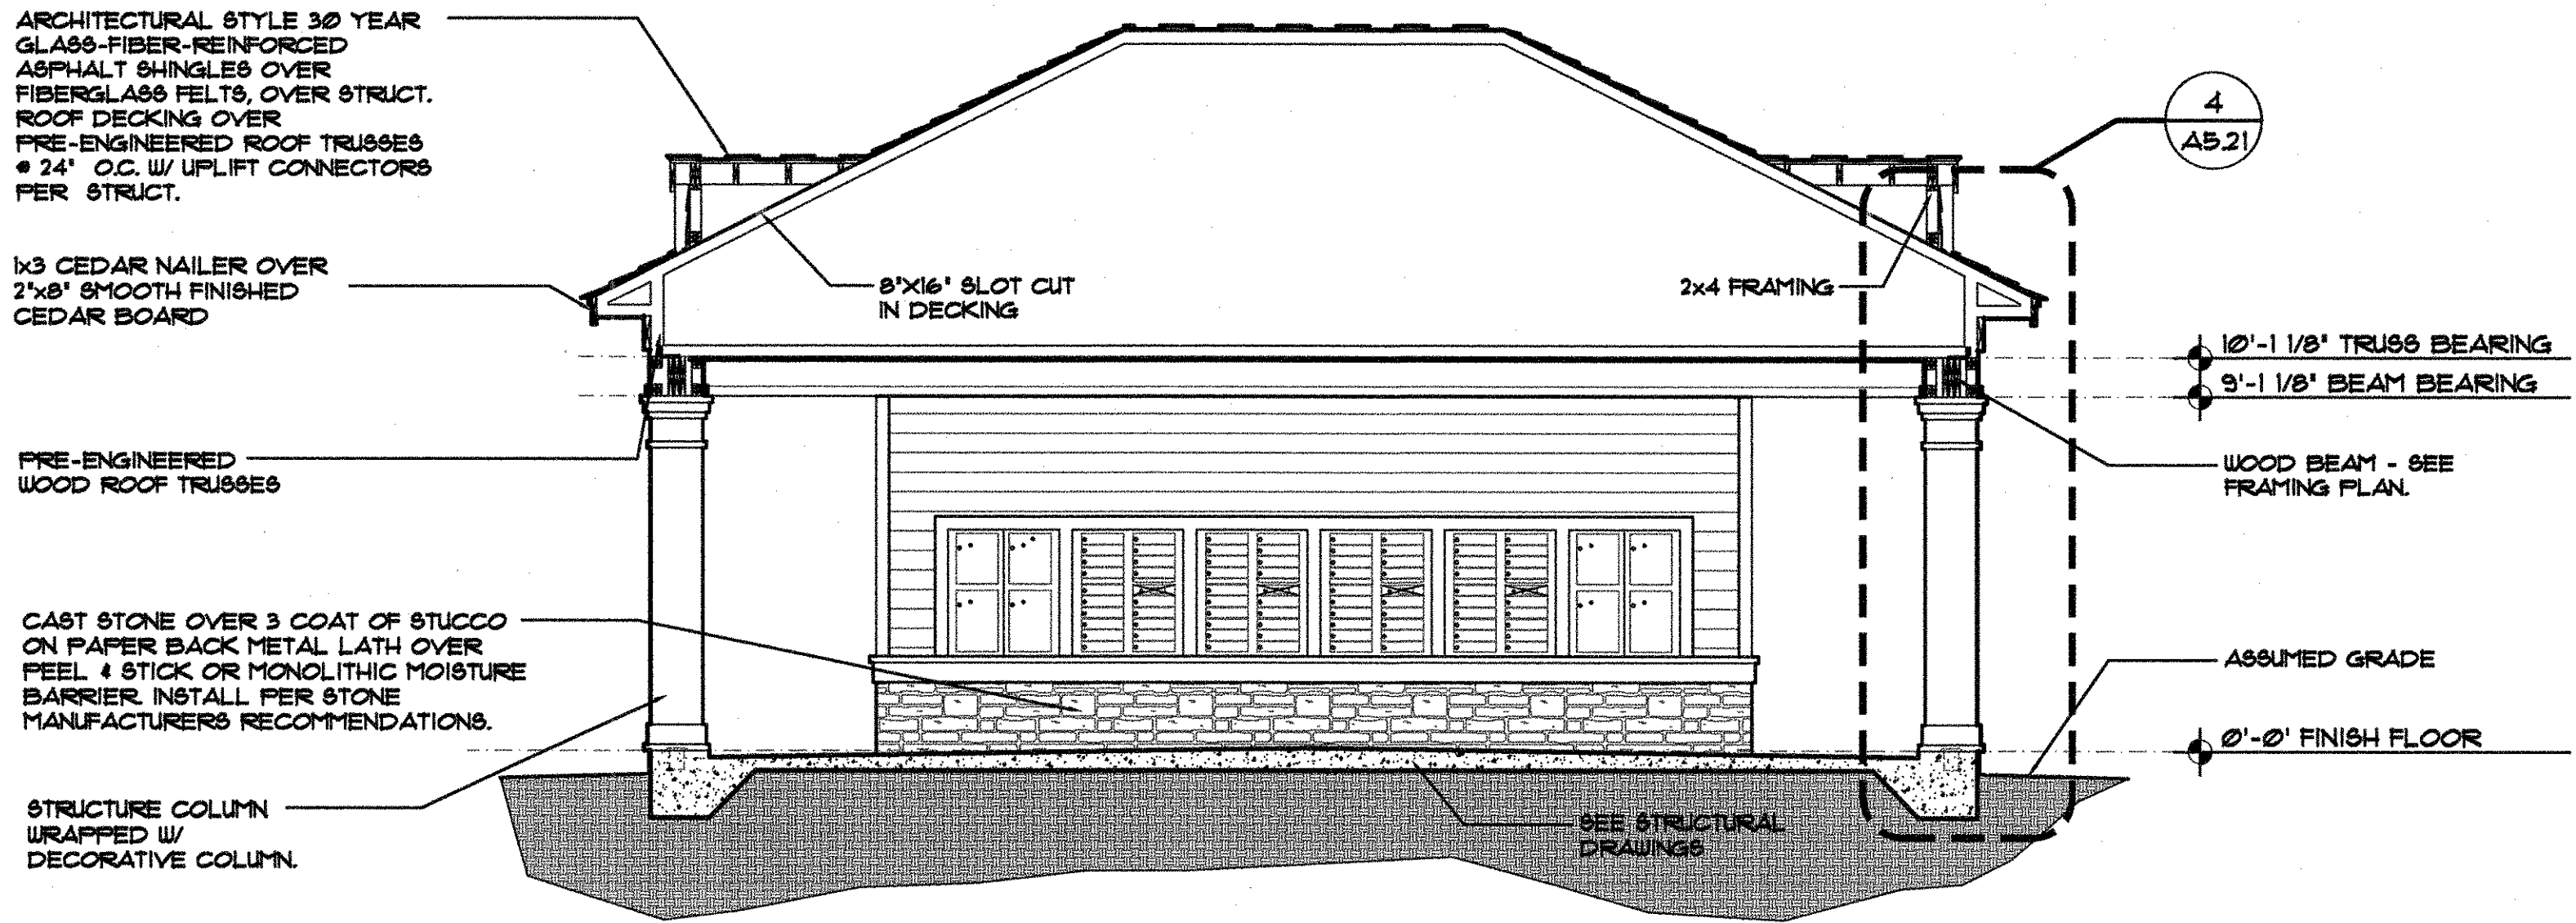 ARCHITECTURAL STYLE 30 YEAR
GLASS-FIBER-REINFORCED
ASPHALT SHINGLES OVER
FIBERGLASS FELTS, OVER STRUCT.
ROOF DECKING OVER
PRE-ENGINEERED ROOF TRUSSES
@ 24" O.C. W/ UPLIFT CONNECTORS
PER STRUCT.
1x3 CEDAR NAILER OVER
2"x8" SMOOTH FINISHED
CEDAR BOARD
PRE-ENGINEERED
WOOD ROOF TRUSSES
CAST STONE OVER 3 COAT OF STUCCO
ON PAPER BACK METAL LATH OVER
PEEL & STICK OR MONOLITHIC MOISTURE
BARRIER. INSTALL PER STONE
MANUFACTURERS RECOMMENDATIONS.
STRUCTURE COLUMN
WRAPPED W/
DECORATIVE COLUMN.
8"X16" SLOT CUT
IN DECKING
2x4 FRAMING
SEE STRUCTURAL
DRAWINGS
4
A5.21
10'-1 1/8" TRUSS BEARING
9'-1 1/8" BEAM BEARING
WOOD BEAM - SEE
FRAMING PLAN.
ASSUMED GRADE
0'-0" FINISH FLOOR